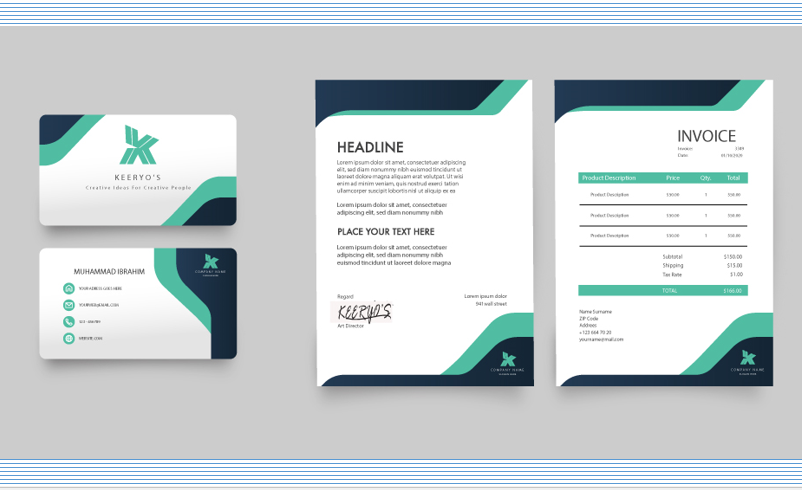 KEERYO'S
Creative Ideas For Creative People
MUHAMMAD IBRAHIM
YOUR ADRESS GOES HERE
YOURWEB@MAIL.COM
WEBSITE.COM
COMPANY NAME
HEADLINE
Lorem ipsum dolor sit amet, consectetuer adipiscing
elit, sed diam nonummy nibh euismod tincidunt ut
laoreet dolore magna aliquam erat volutpat. Ut wisi
enim ad minim veniam, quis nostrud exerci tation
ullamcorper suscipit lobortis nisl ut aliquip ex ea
Lorem ipsum dolor sit amet, consectetuer
adipiscing elit, sed diam nonummy nibh
PLACE YOUR TEXT HERE
Lorem ipsum dolor sit amet, consectetuer
adipiscing elit, sed diam nonummy nibh
euismod tincidunt ut laoreet dolore magna
Regard
KEERYO'S
Art Director
Lorem ipsum dolor
941 wall street
COMPANY NAME
INVOICE
Invoice:
Date:
Product Description Price Qty. Total
Product Description $50.00 1 $50.00
Product Description $50.00 1 $50.00
Product Description $50.00 1 $50.00
Subtotal $150.00
Shipping $15.00
Tax Rate $1.00
TOTAL $166.00
Name Surname
ZIP Code
Address
+123 664 70 20
yourname@mail.com
COMPANY NAME